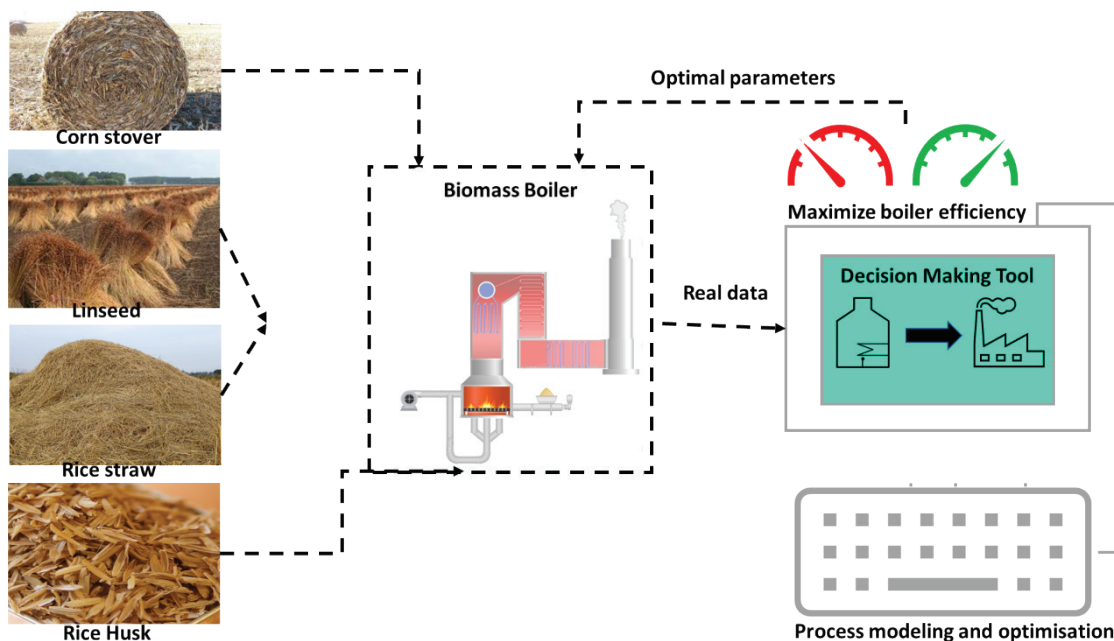 Corn stover
Linseed
Rice straw
Rice Husk
Biomass Boiler
Optimal parameters
Real data
Maximize boiler efficiency
Decision Making Tool
Process modeling and optimisation